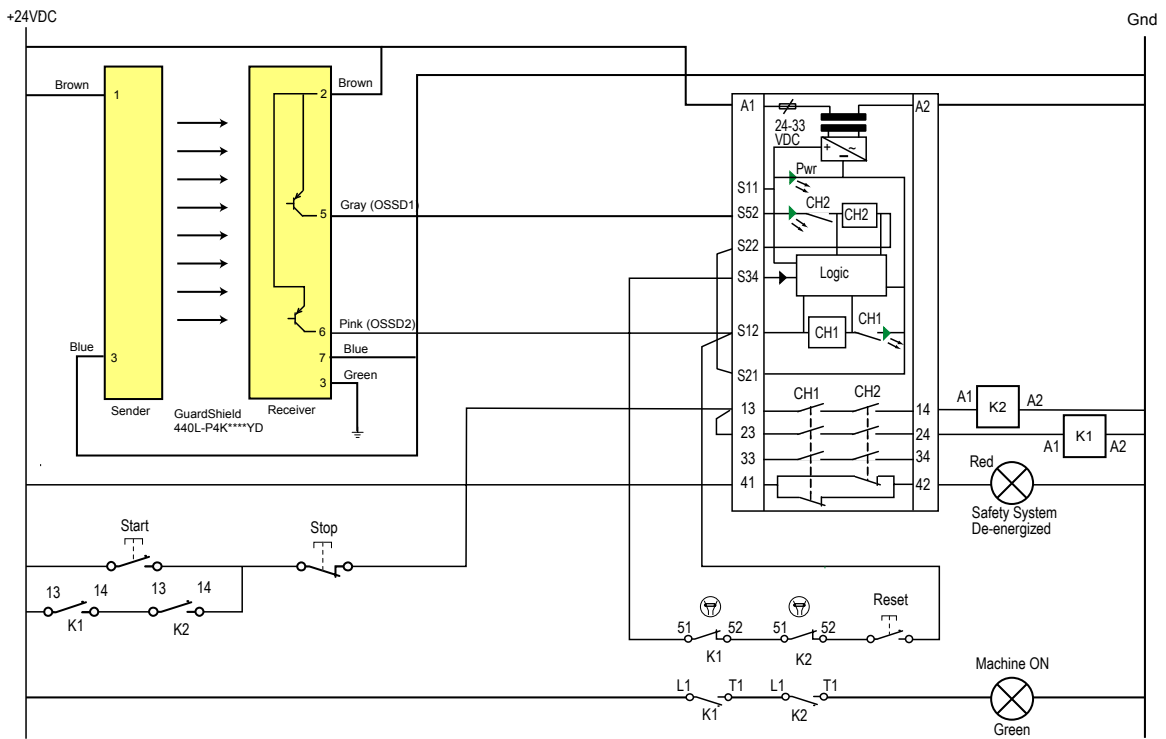 +24VDC
Gnd
Brown
1
2
Brown
A1
A2
24-33
VDC
+
~
–
Pwr
S11
5
Gray (OSSD1)
S52
CH2
CH2
S22
S34
Logic
6
Pink (OSSD2)
S12
CH1
CH1
Blue
3
7
Blue
3
Green
S21
Sender
Receiver
GuardShield
440L-P4K****YD
CH1
CH2
13
14
A1
K2
A2
23
24
A1
K1
A2
33
34
Red
41
42
Safety System
De-energized
Start
Stop
13
14
13
14
K1
K2
51
52
51
52
Reset
K1
K2
Machine ON
L1
T1
L1
T1
K1
K2
Green